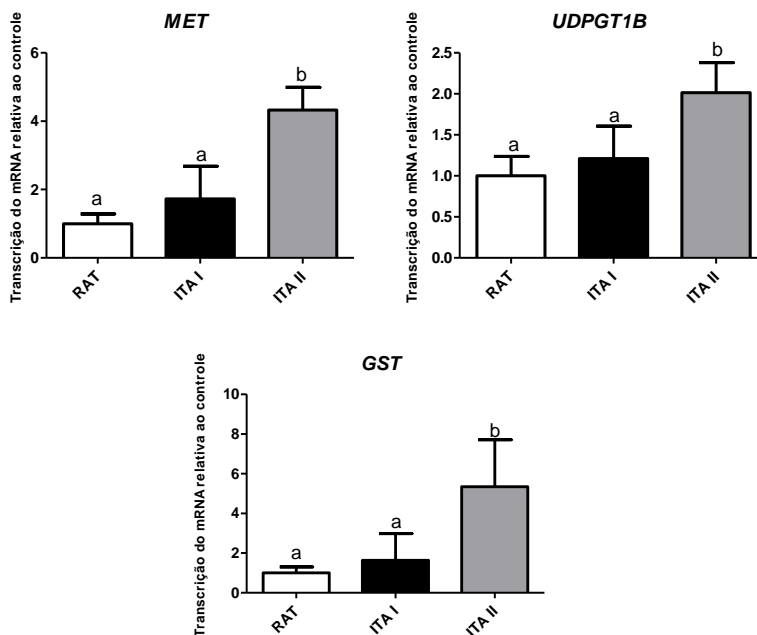 MET
Transcrição do mRNA relativa ao controle
6
4
2
0
a
a
b
RAT
ITA I
ITA II
UDPGT1B
Transcrição do mRNA relativa ao controle
2.5
2.0
1.5
1.0
0.5
0.0
a
a
b
RAT
ITA I
ITA II
GST
Transcrição do mRNA relativa ao controle
10
8
6
4
2
0
a
a
b
RAT
ITA I
ITA II